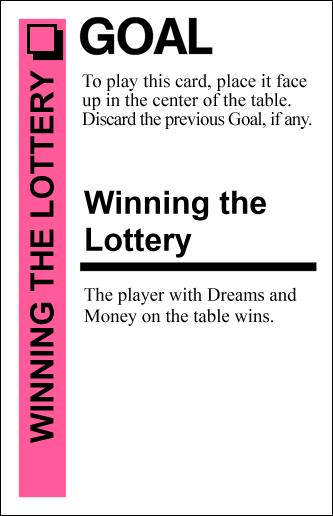 GOAL
To play this card, place it face
up in the center of the table.
Discard the previous Goal, if any.
Winning the
Lottery
The player with Dreams and
Money on the table wins.
WINNING THE LOTTERY